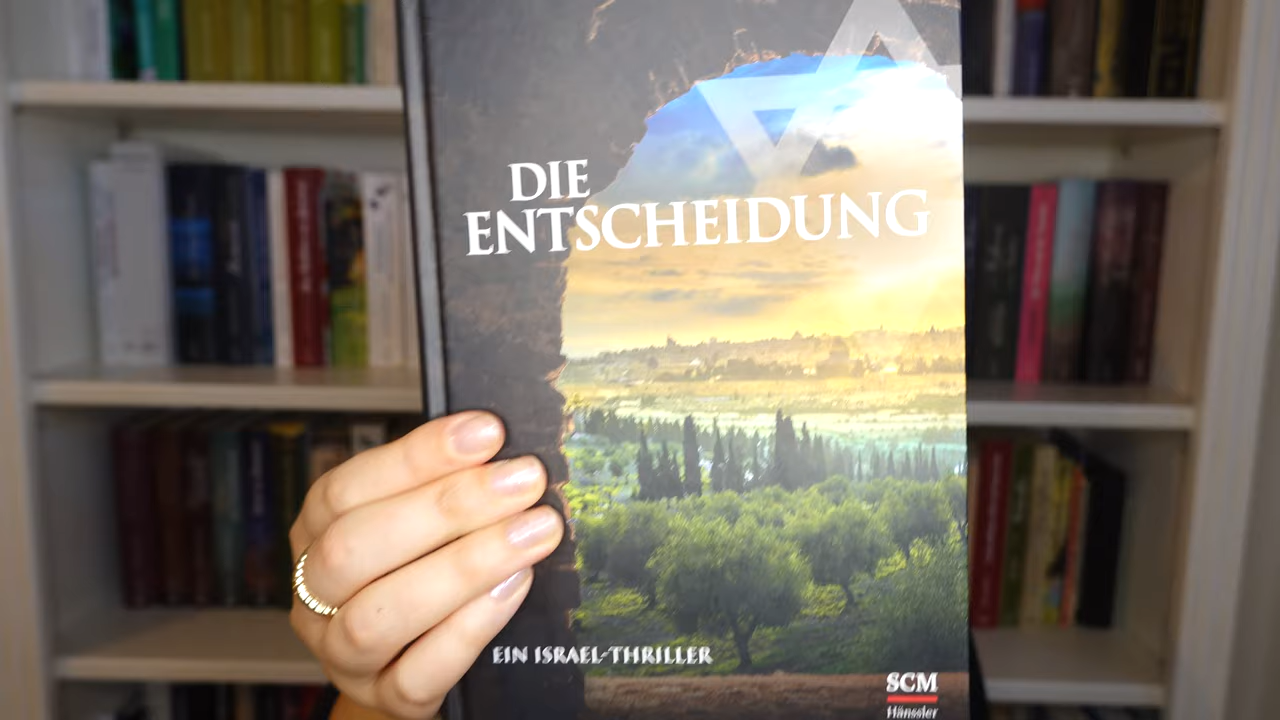 DIE
ENTSCHEIDUNG
EIN ISRAEL-THRILLER
SCM
Hänssler